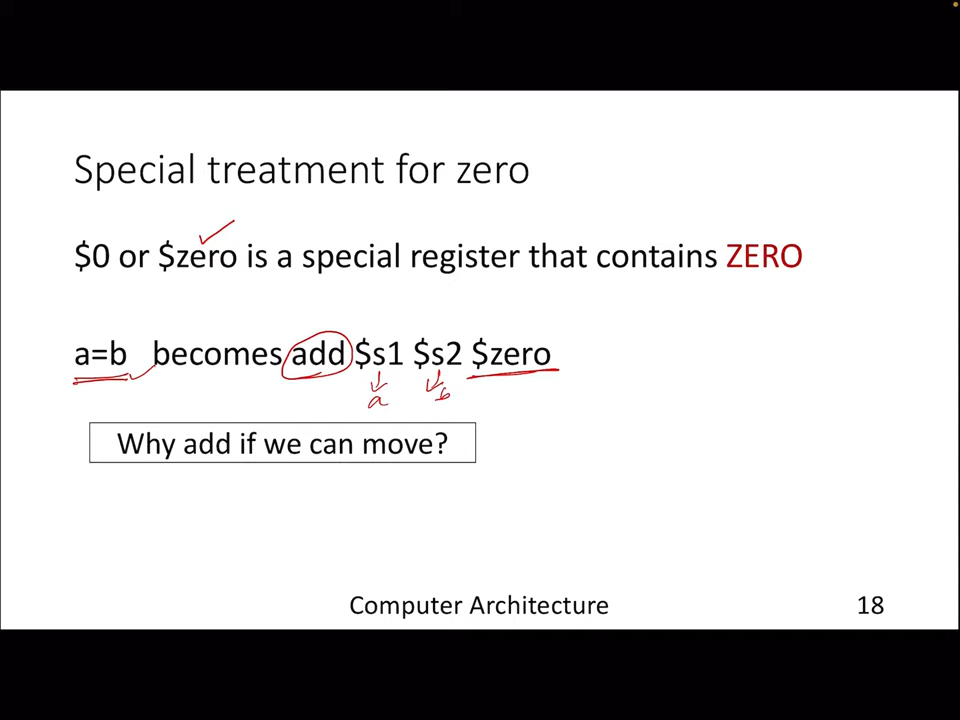 Special treatment for zero
$0 or $zero is a special register that contains ZERO
a=b becomes add $s1 $s2 $zero
a b
Why add if we can move?
Computer Architecture 18